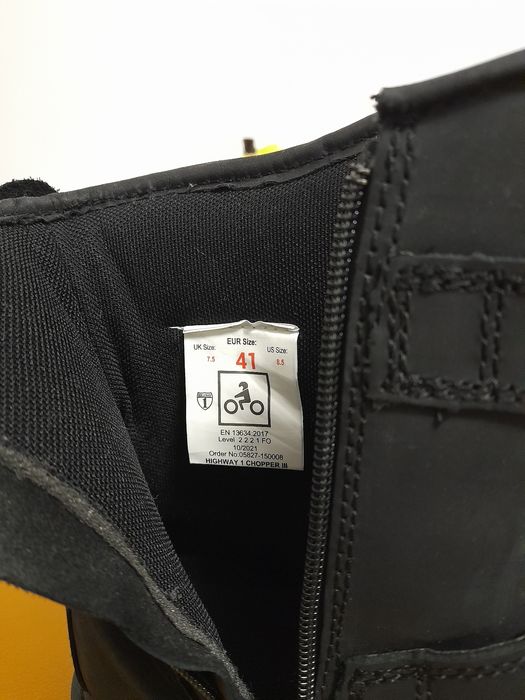 UK Size: EUR Size: US Size:
7.5 41 8.5
1
EN 13634:2017
Level 2 2 2 1 FO
10/2021
Order No:05827-150008
HIGHWAY 1 CHOPPER III